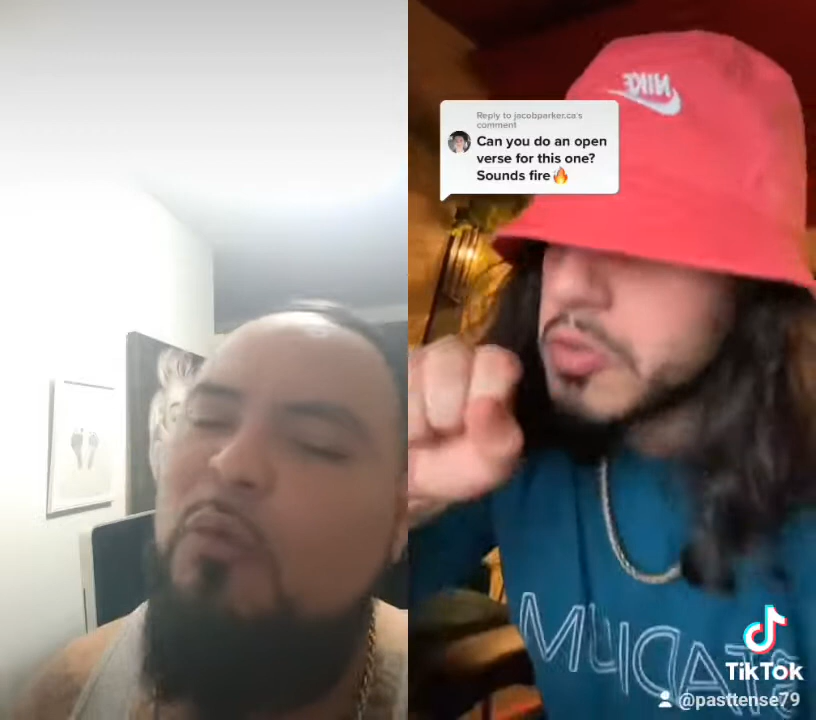 NIKE
Reply to jacobparker.ca's
comment
Can you do an open
verse for this one?
Sounds fire🔥
STADIUM
TikTok
@pasttense79